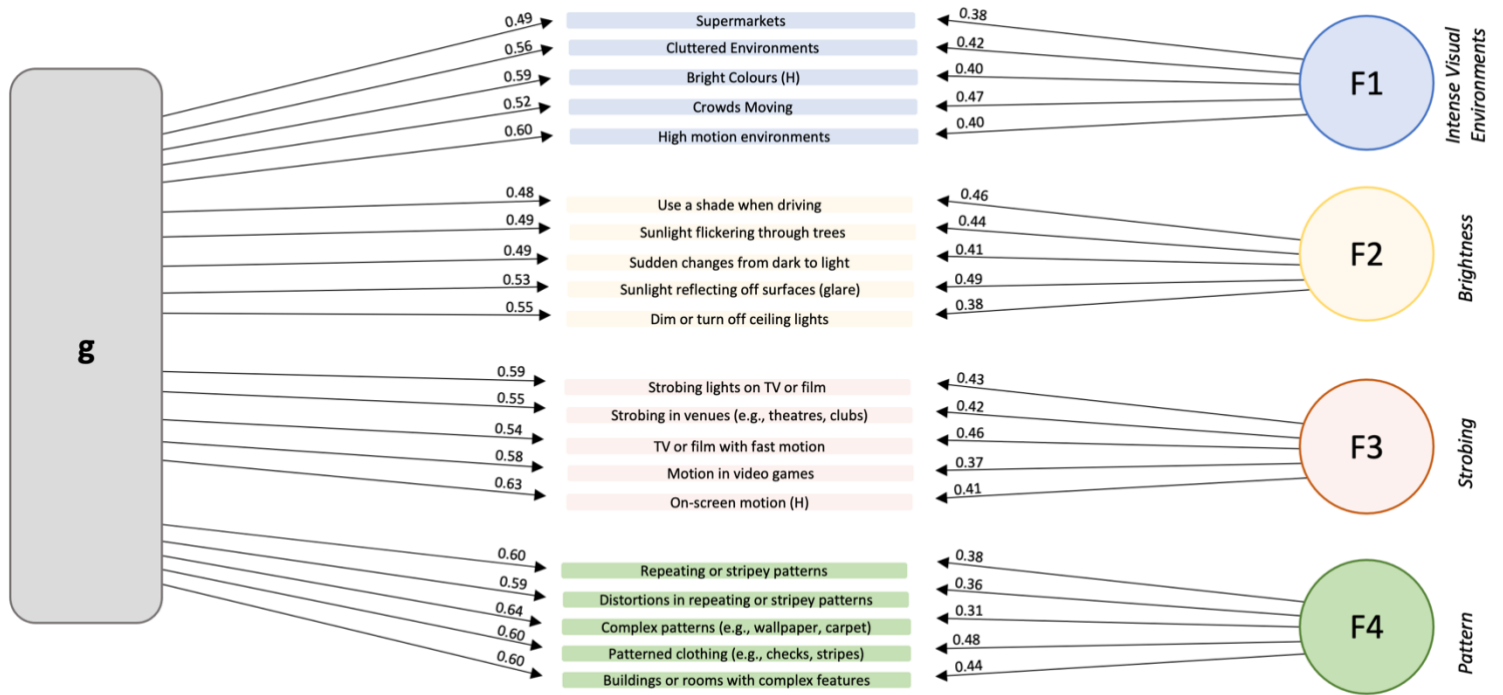 0.49 Supermarkets 0.38
0.56 Cluttered Environments 0.42
0.59 Bright Colours (H) 0.40
0.52 Crowds Moving 0.47
0.60 High motion environments 0.40
F1
Intense Visual
Environments
0.48 Use a shade when driving 0.46
0.49 Sunlight flickering through trees 0.44
0.49 Sudden changes from dark to light 0.41
0.53 Sunlight reflecting off surfaces (glare) 0.49
0.55 Dim or turn off ceiling lights 0.38
F2
Brightness
g
0.59 Strobing lights on TV or film 0.43
0.55 Strobing in venues (e.g., theatres, clubs) 0.42
0.54 TV or film with fast motion 0.46
0.58 Motion in video games 0.37
0.63 On-screen motion (H) 0.41
F3
Strobing
0.60 Repeating or stripey patterns 0.38
0.59 Distortions in repeating or stripey patterns 0.36
0.64 Complex patterns (e.g., wallpaper, carpet) 0.31
0.60 Patterned clothing (e.g., checks, stripes) 0.48
0.60 Buildings or rooms with complex features 0.44
F4
Pattern